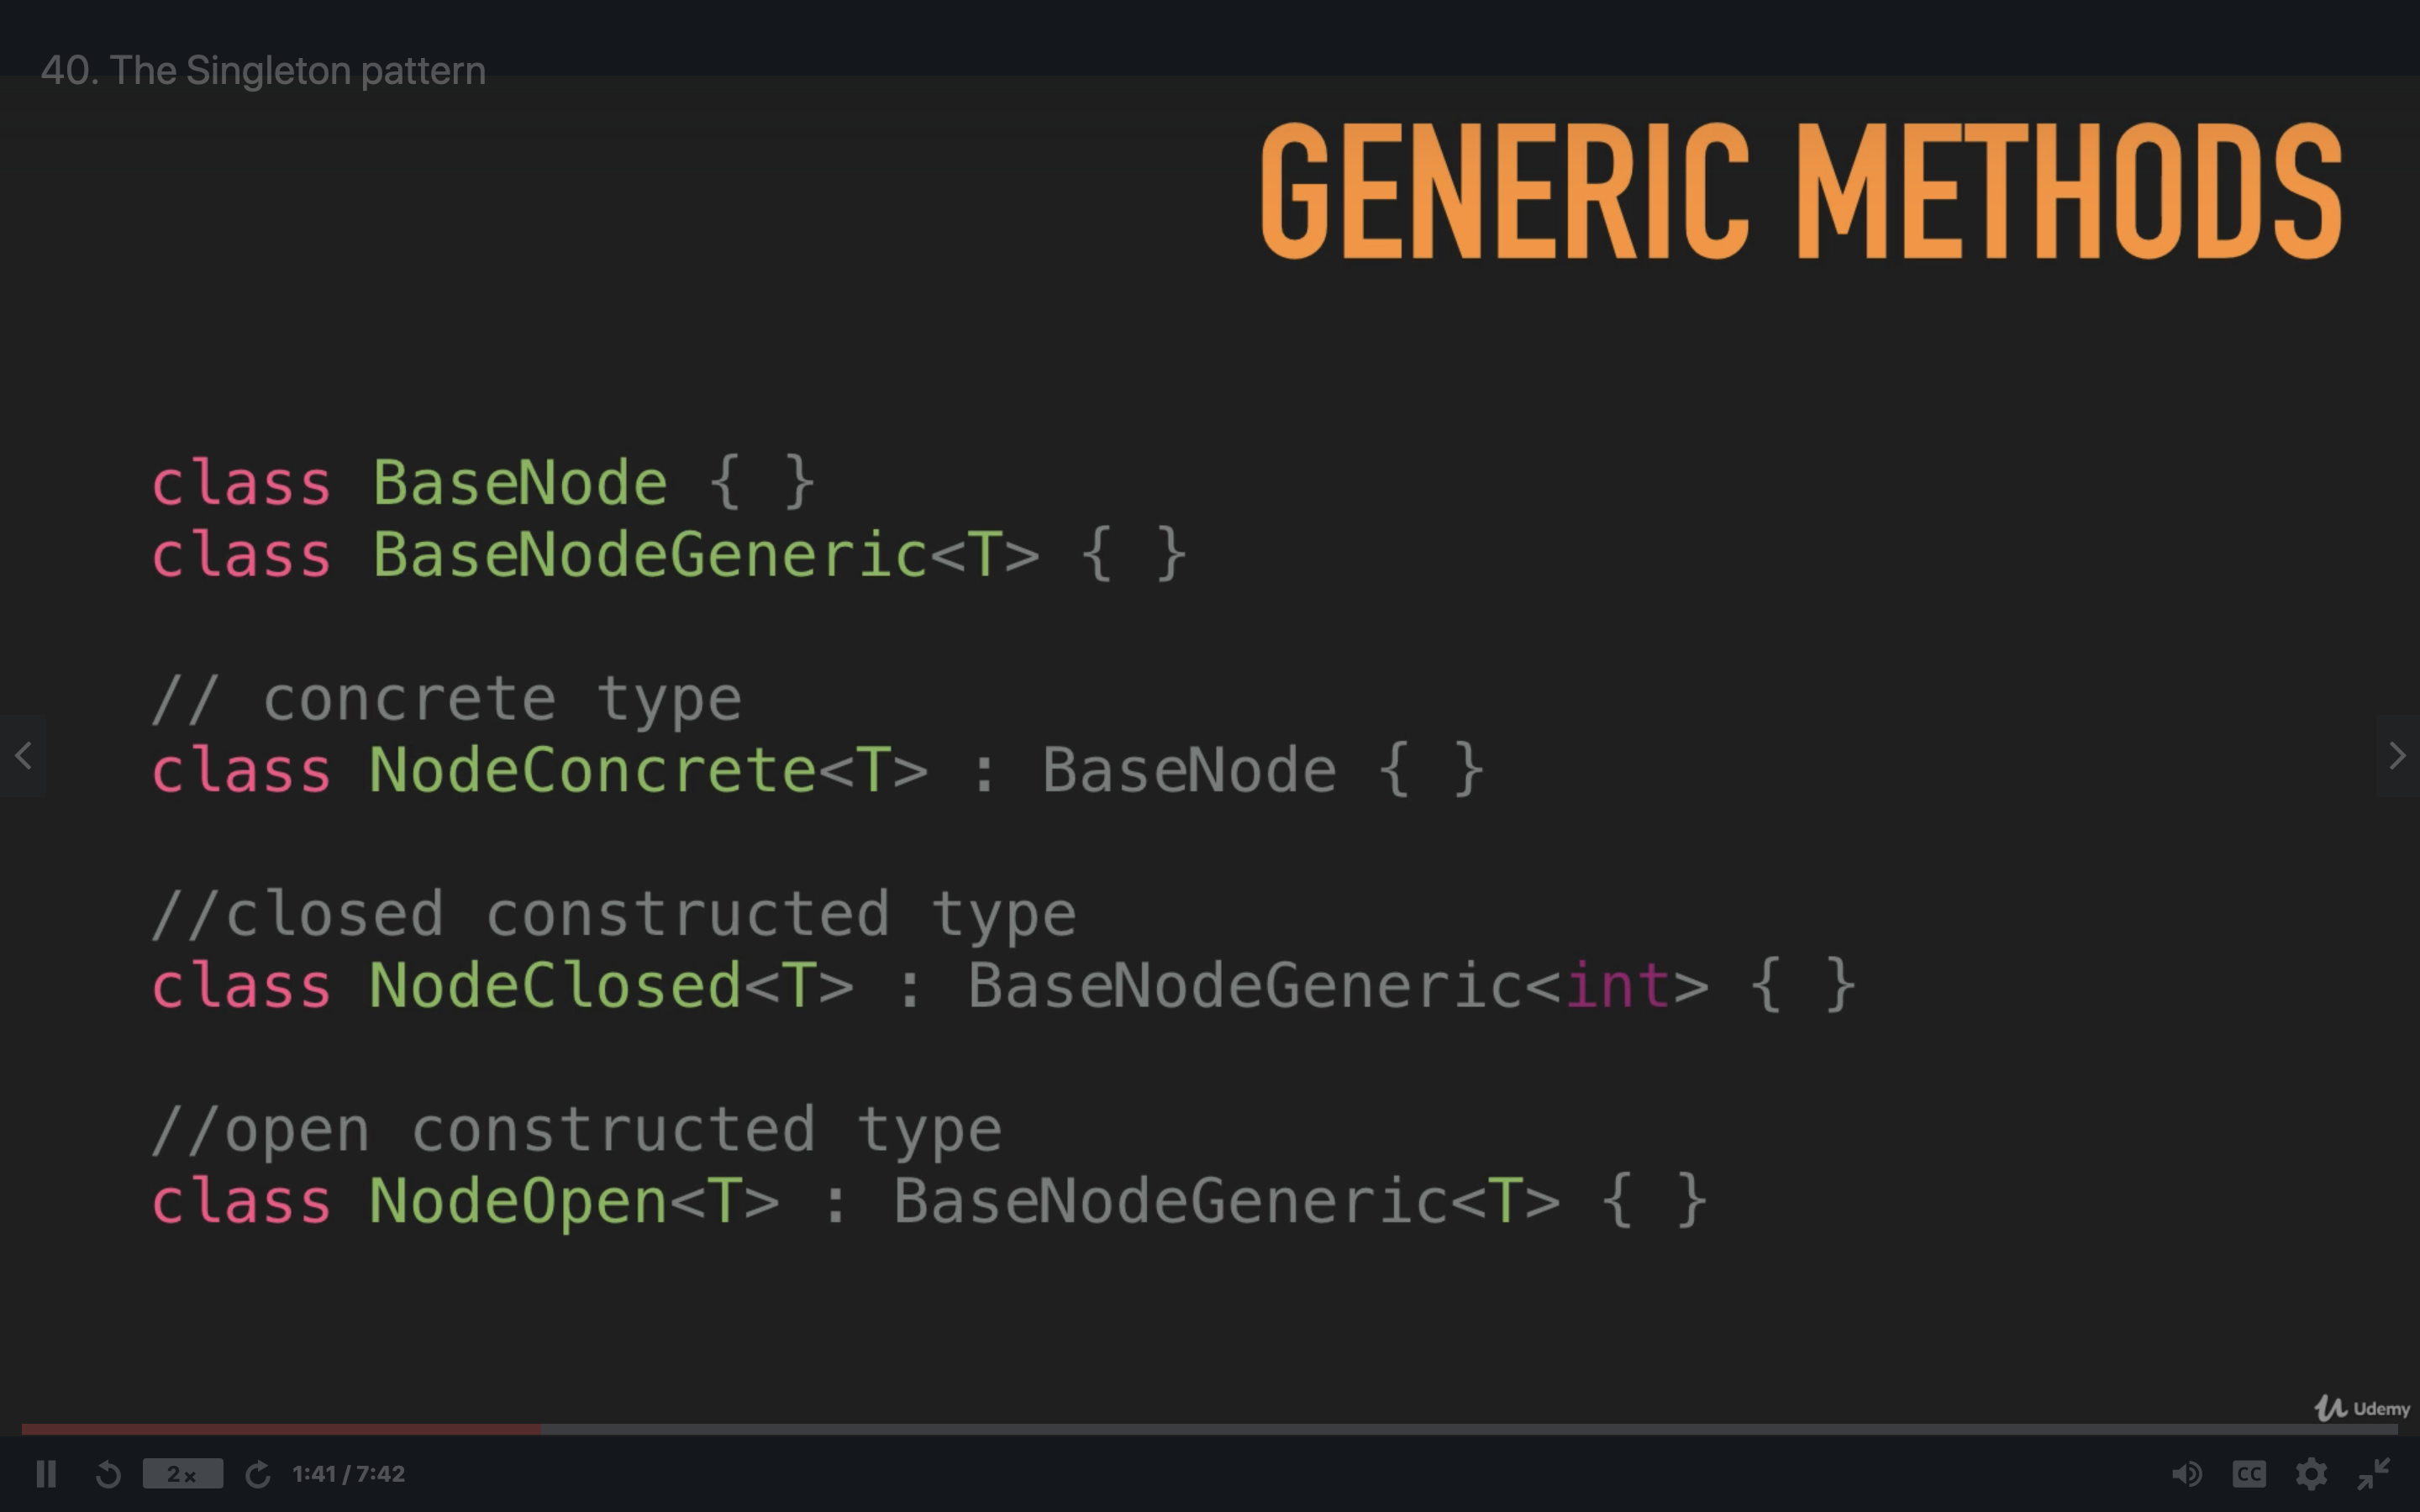 40. The Singleton pattern
GENERIC METHODS
class BaseNode { }
class BaseNodeGeneric<T> { }
// concrete type
class NodeConcrete<T> : BaseNode { }
//closed constructed type
class NodeClosed<T> : BaseNodeGeneric<int> { }
//open constructed type
class NodeOpen<T> : BaseNodeGeneric<T> { }
Udemy
2x
1:41 / 7:42
CC